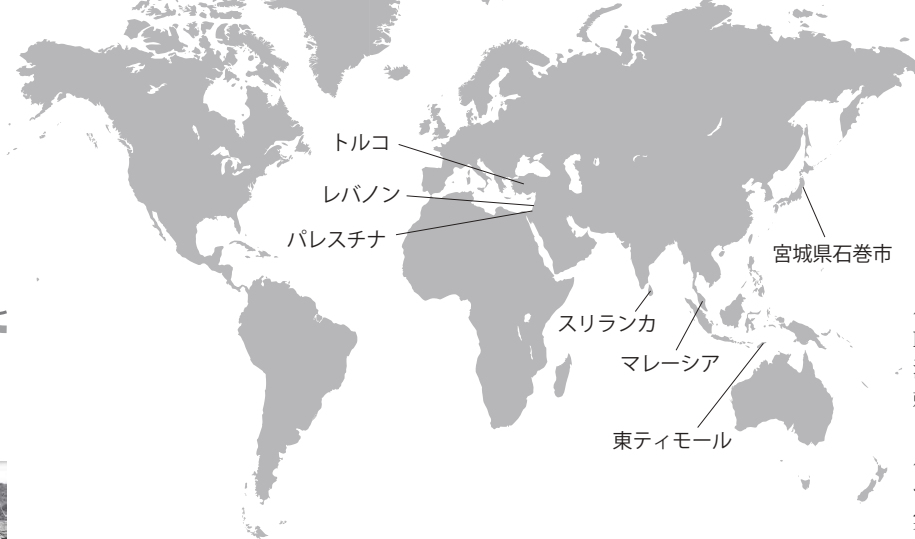 トルコ
レバノン
パレスチナ
宮城県石巻市
スリランカ
マレーシア
東ティモール